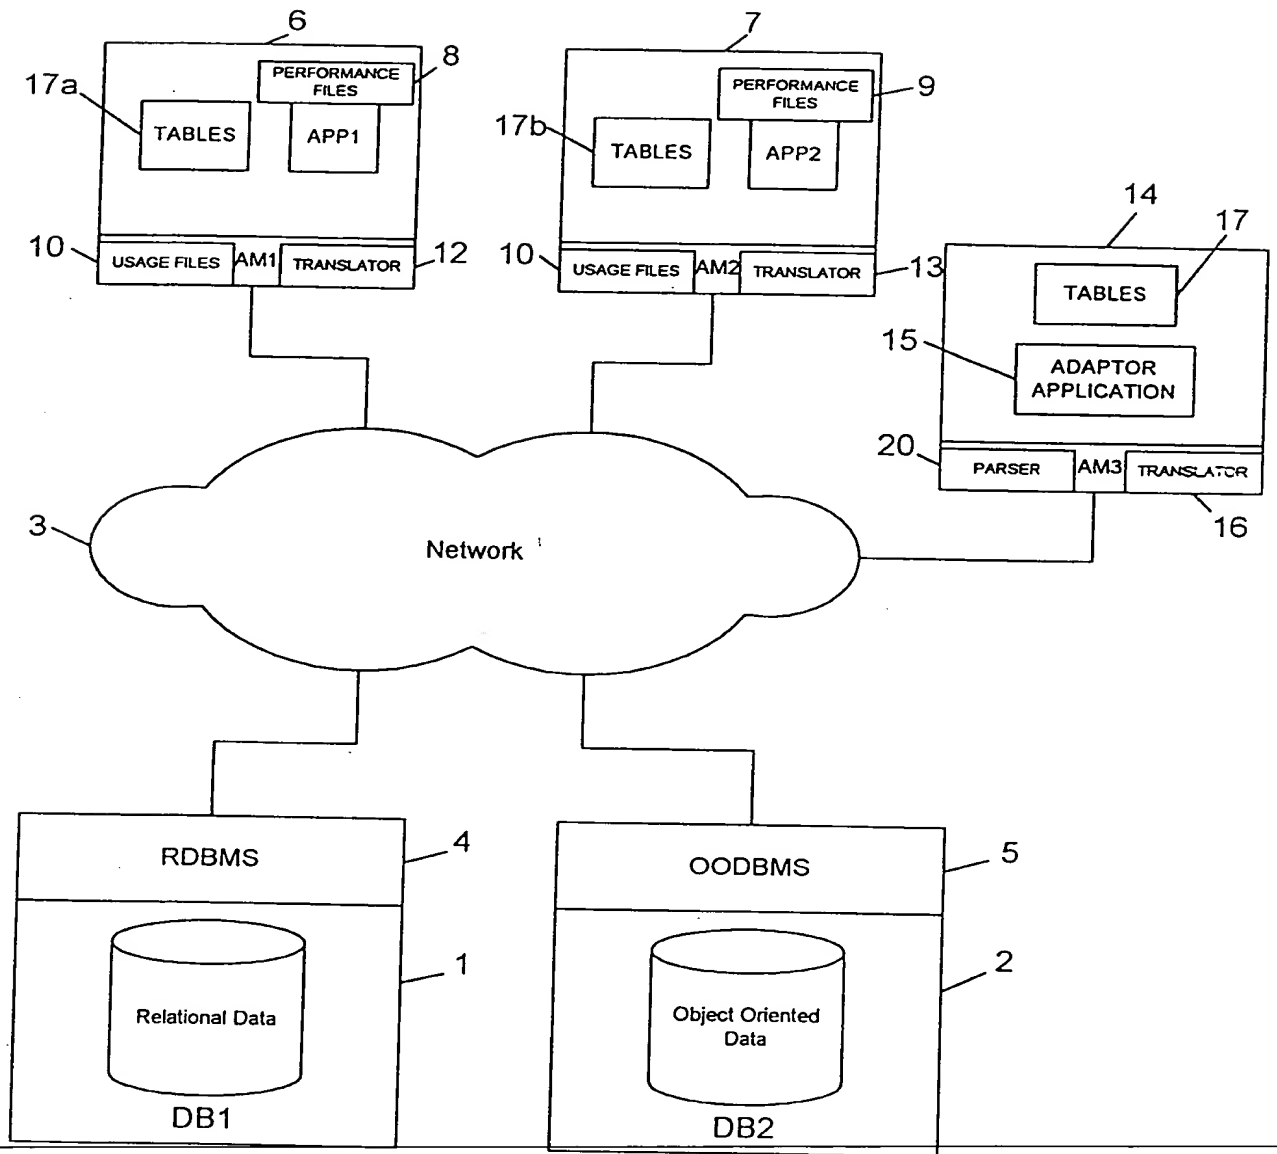 6
7
8
PERFORMANCE
FILES
17a
TABLES
APP1
9
PERFORMANCE
FILES
17b
TABLES
APP2
14
17
10
USAGE FILES
AM1
TRANSLATOR
12
10
USAGE FILES
AM2
TRANSLATOR
13
TABLES
15
ADAPTOR
APPLICATION
20
PARSER
AM3
TRANSLATOR
16
3
Network
RDBMS
4
OODBMS
5
1
2
Relational Data
Object Oriented
Data
DB1
DB2